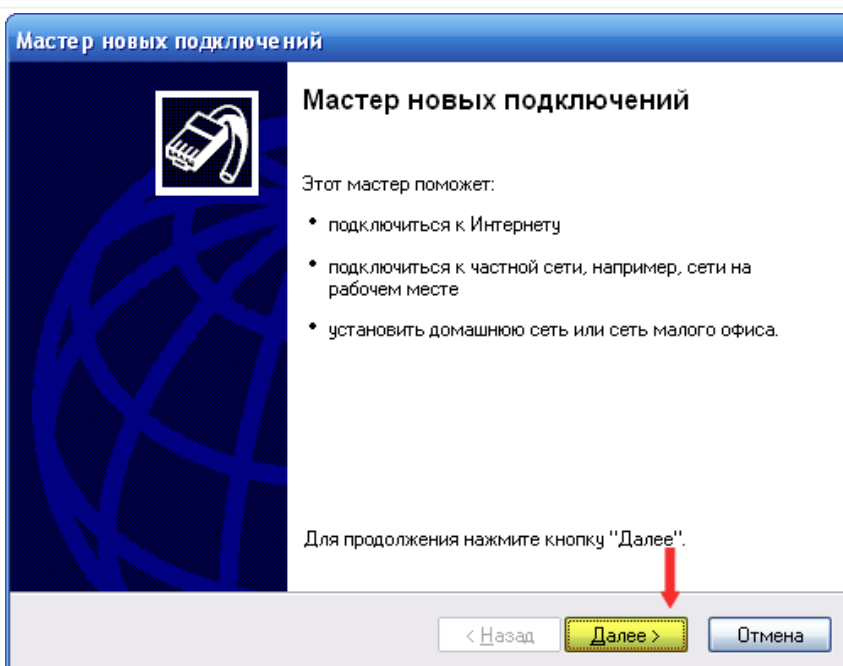 Мастер новых подключений
Мастер новых подключений
Этот мастер поможет:
• подключиться к Интернету
• подключиться к частной сети, например, сети на
рабочем месте
• установить домашнюю сеть или сеть малого офиса.
Для продолжения нажмите кнопку "Далее".
< Назад Далее > Отмена